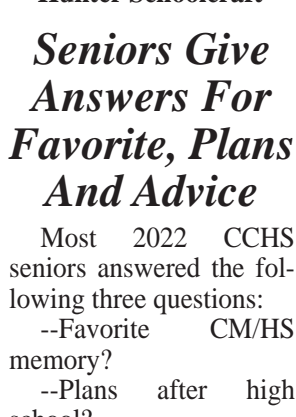 Hunter Schoolcraft
Seniors Give
Answers For
Favorite, Plans
And Advice
Most 2022 CCHS
seniors answered the fol-
lowing three questions:
--Favorite CM/HS
memory?
--Plans after high
school?